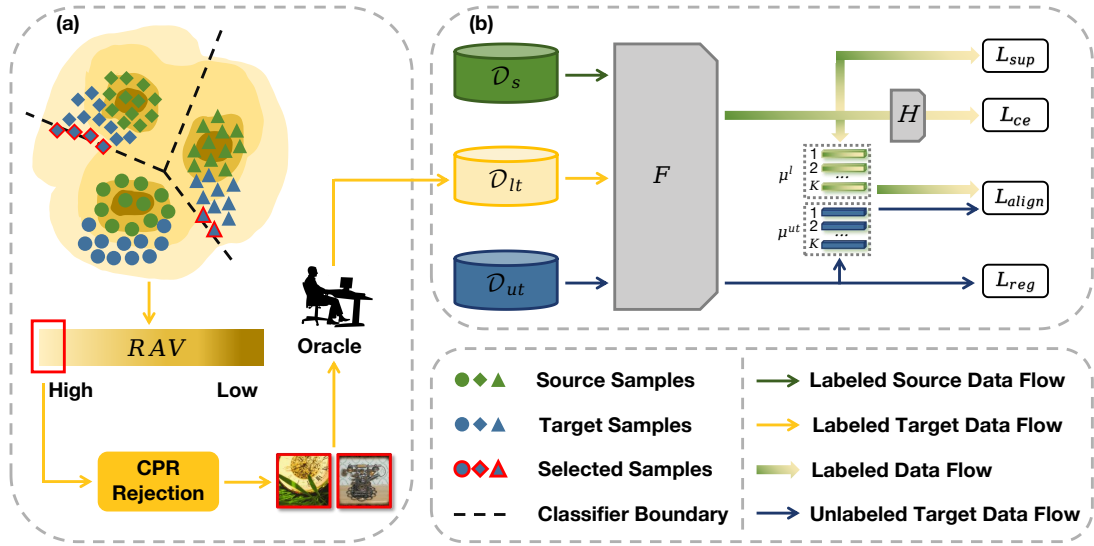 (a)
RAV
High
Low
CPR
Rejection
Oracle
(b)
𝒟s
𝒟lt
𝒟ut
F
H
μl
1
2
...
K
μut
1
2
...
K
Lsup
Lce
Lalign
Lreg
Source Samples
Target Samples
Selected Samples
Classifier Boundary
Labeled Source Data Flow
Labeled Target Data Flow
Labeled Data Flow
Unlabeled Target Data Flow